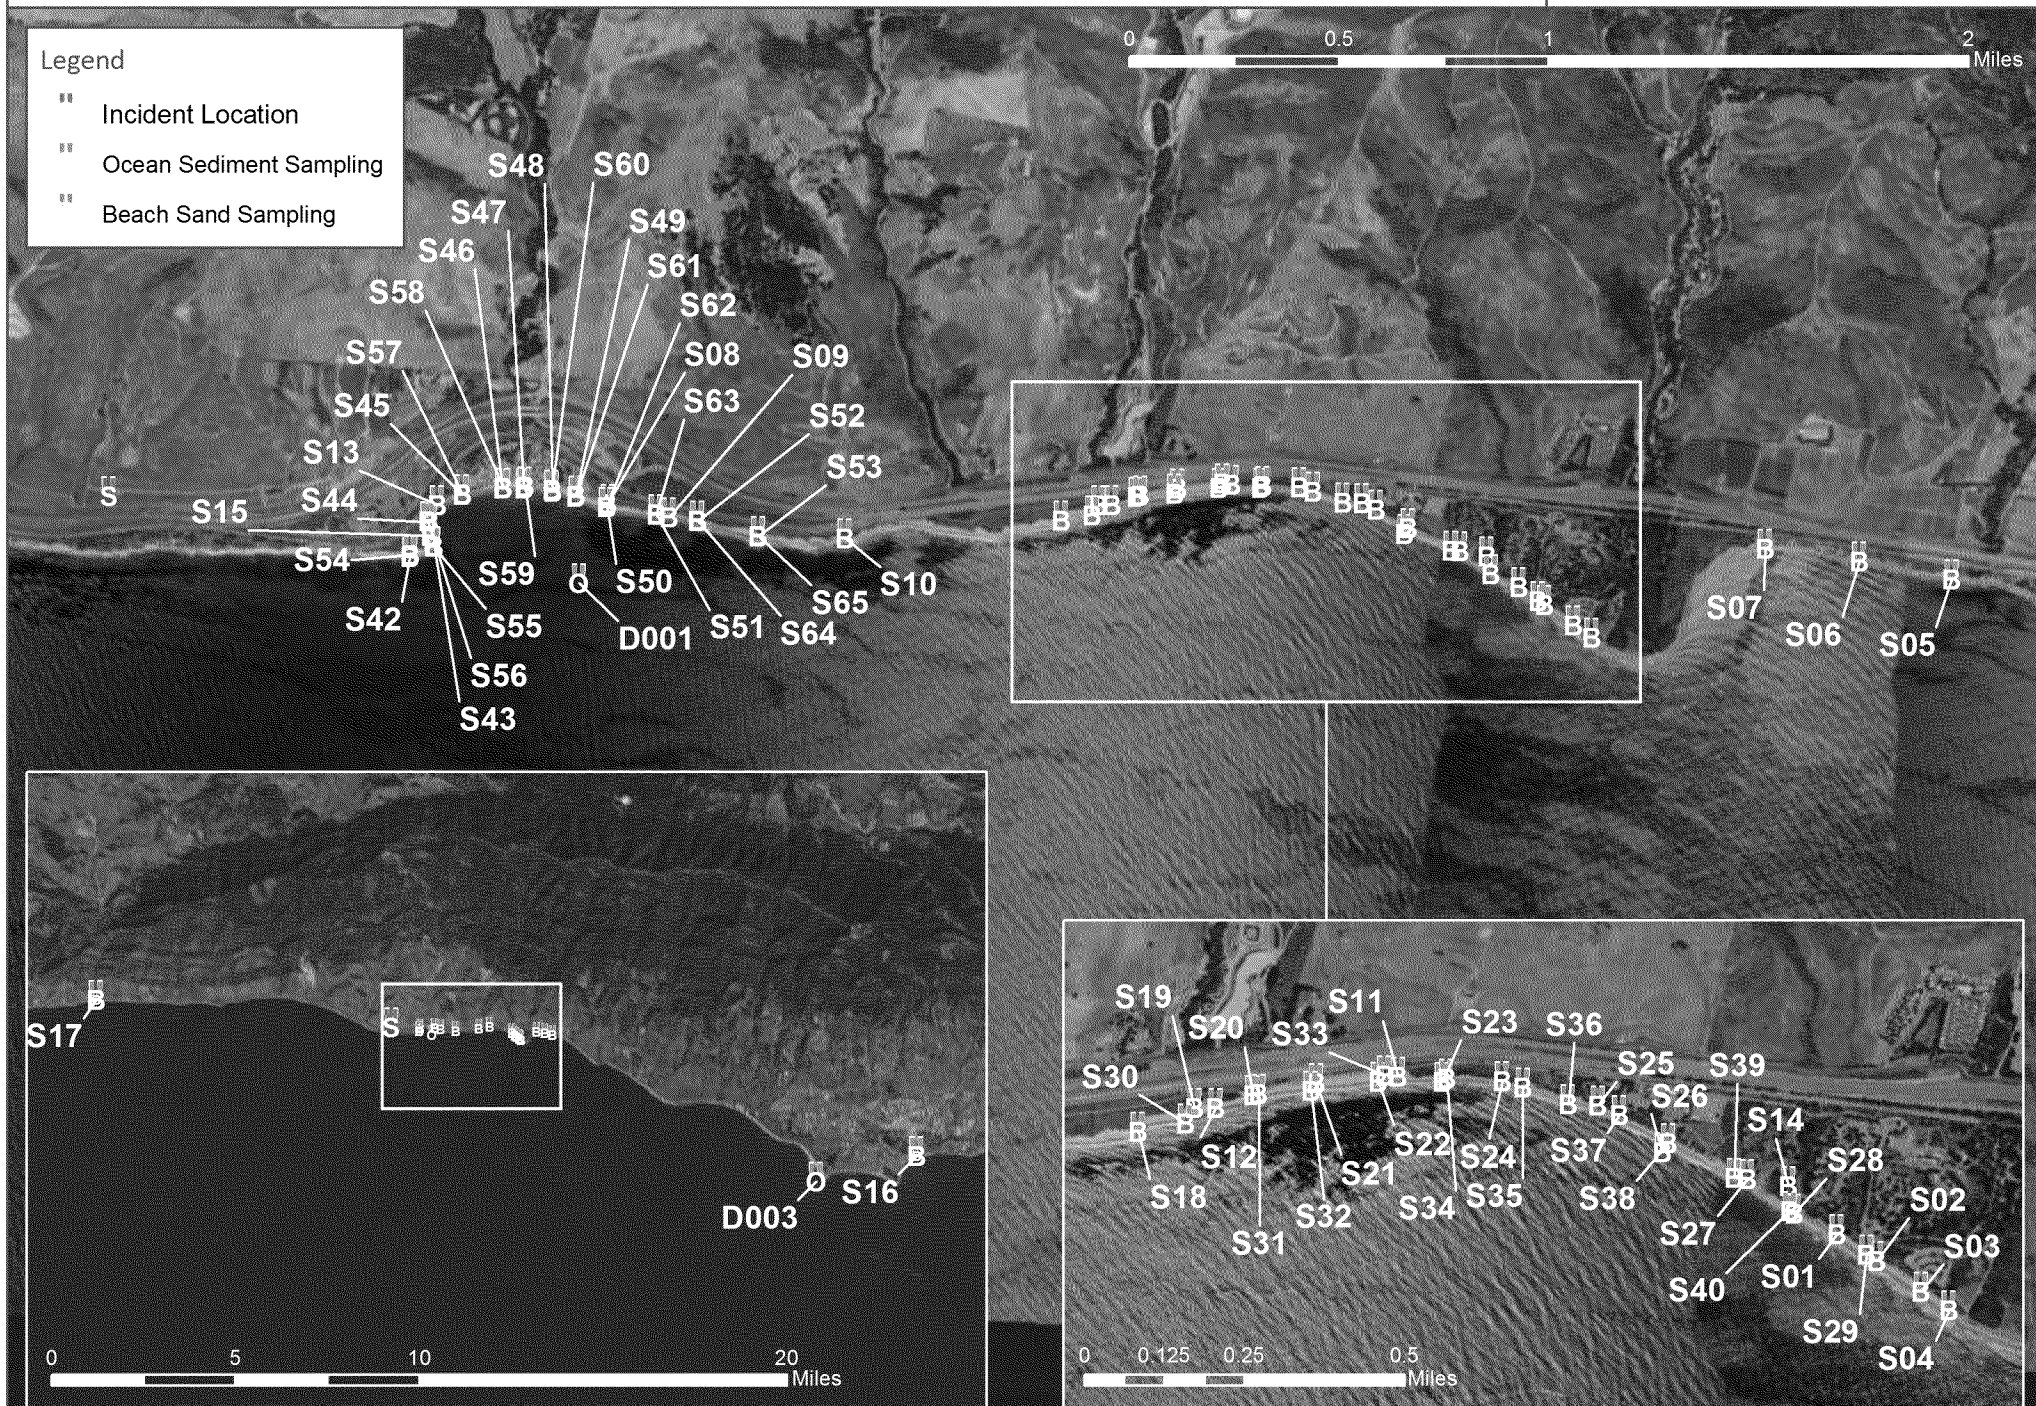 Legend
Incident Location
Ocean Sediment Sampling
Beach Sand Sampling
0 0.5 1 2
Miles
S48 S60
S47 S49
S46 S61
S58 S62
S57 S08 S09
S45 S63 S52
S13 S53
S44
S15
S
B B B B B B B B B B B B B B B
O
S54 S59 S50 S10
S42 S55 D001 S51 S64 S65
S56
S43
B B B B B B B B B B B B B B B B B B B B B B B B
S07 S06 S05
B B B
S17
B
S
B B B B B B B B B B
O
B
O
S16
D003
0 5 10 20
Miles
S19 S11 S23 S36
S20 S33 S25 S39
S30 S26
S14
S28
S02
S03
B B B B B B B B B B B B B B B B B B B B B B B B B B B
S12 S22 S24 S37
S18 S21 S35 S38
S32 S34 S27
S31
S40 S01
S29
S04
0 0.125 0.25 0.5
Miles